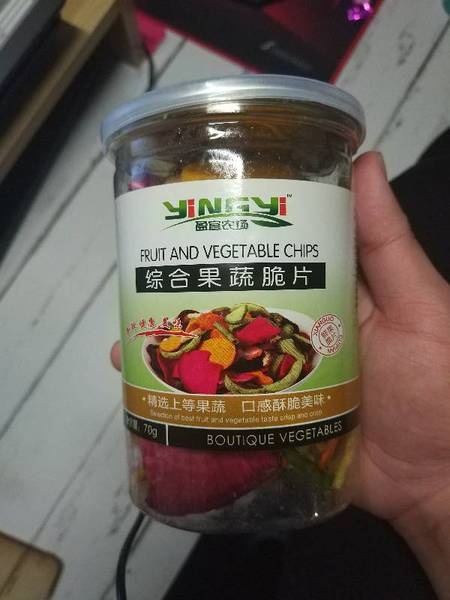 YiNGYi™
盈宜农场
FRUIT AND VEGETABLE CHIPS
综合果蔬脆片
·精选上等果蔬 口感酥脆美味·
Selection of best fruit and vegetable taste crisp and crisp
70g
BOUTIQUE VEGETABLES